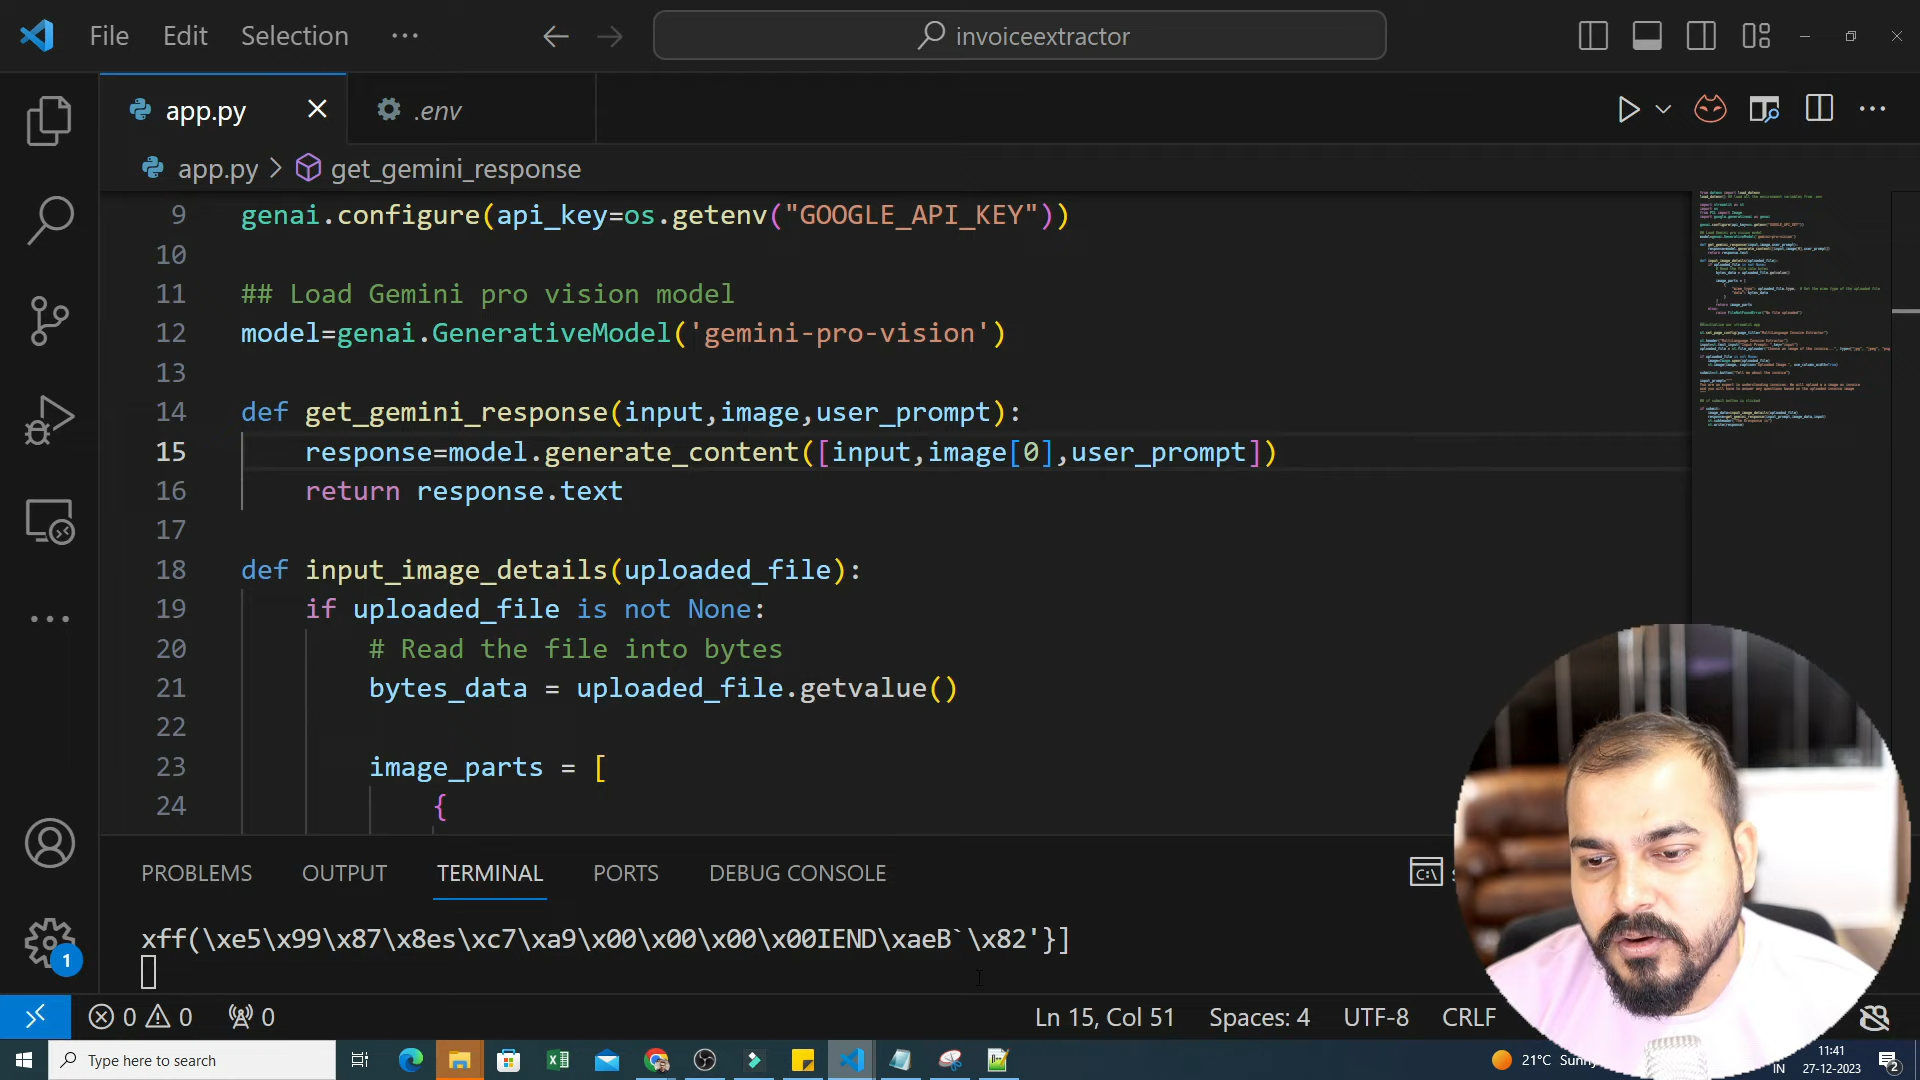 File Edit Selection ··· invoiceextractor
app.py .env
app.py > get_gemini_response
9 genai.configure(api_key=os.getenv("GOOGLE_API_KEY"))
10
11 ## Load Gemini pro vision model
12 model=genai.GenerativeModel('gemini-pro-vision')
13
14 def get_gemini_response(input,image,user_prompt):
15 response=model.generate_content([input,image[0],user_prompt])
16 return response.text
17
18 def input_image_details(uploaded_file):
19 if uploaded_file is not None:
20 # Read the file into bytes
21 bytes_data = uploaded_file.getvalue()
22
23 image_parts = [
24 {
PROBLEMS OUTPUT TERMINAL PORTS DEBUG CONSOLE
xff(\xe5\x99\x87\x8es\xc7\xa9\x00\x00\x00\x00IEND\xaeB`\x82'}]
1
0 0 0 Ln 15, Col 51 Spaces: 4 UTF-8 CRLF
Type here to search 21°C IN 11:41
27-12-2023 2